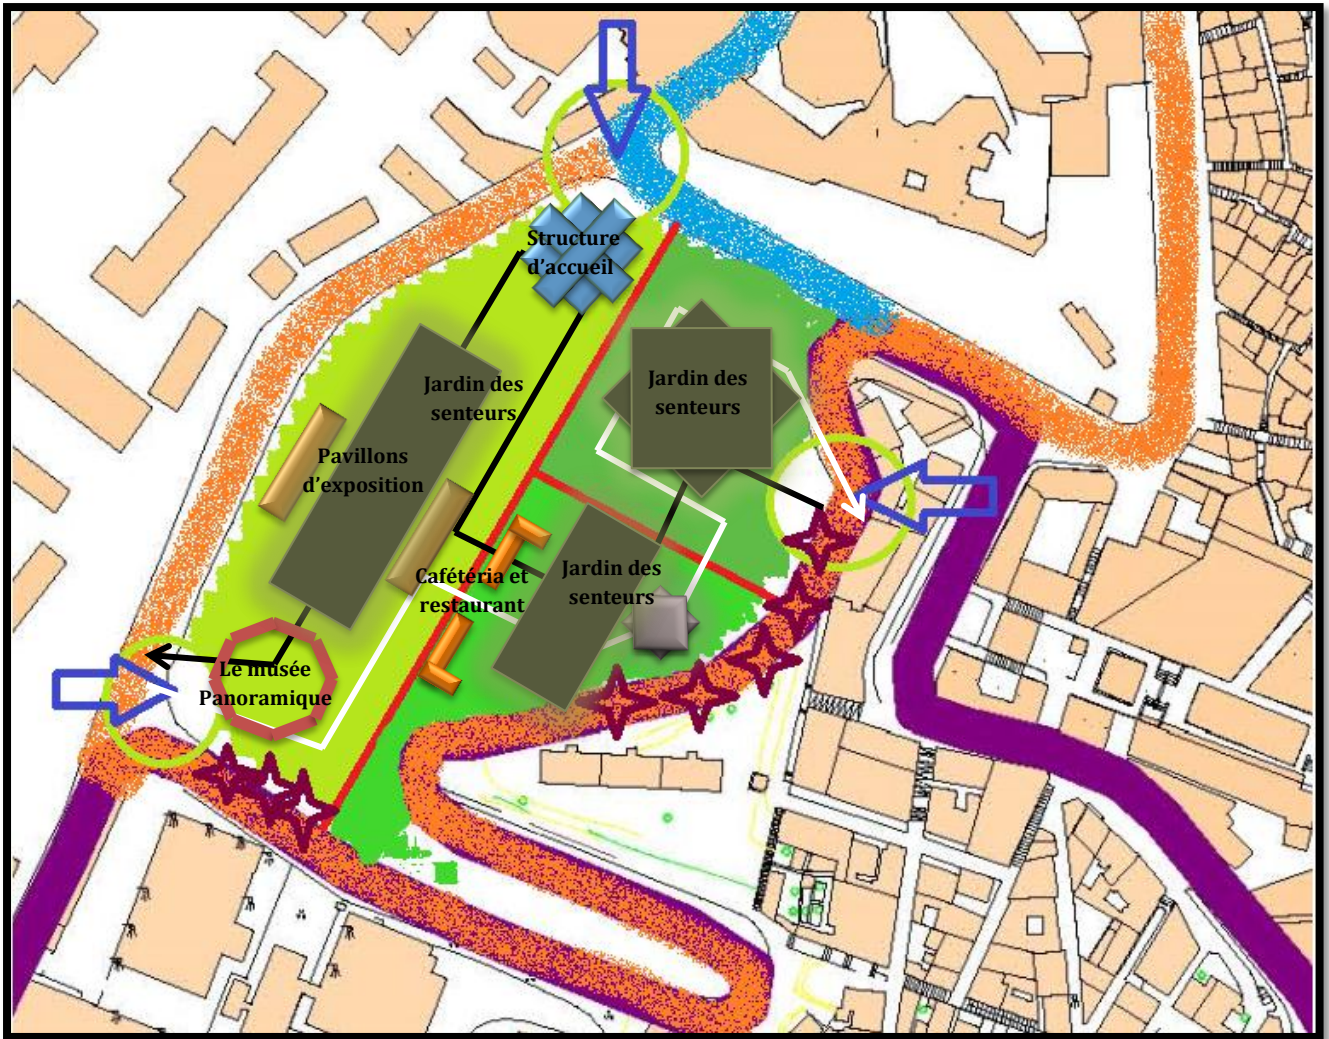 Structure
d'accueil
Jardin des
senteurs
Jardin des
senteurs
Pavillons
d'exposition
Cafétéria et
restaurant
Jardin des
senteurs
Le musée
Panoramique